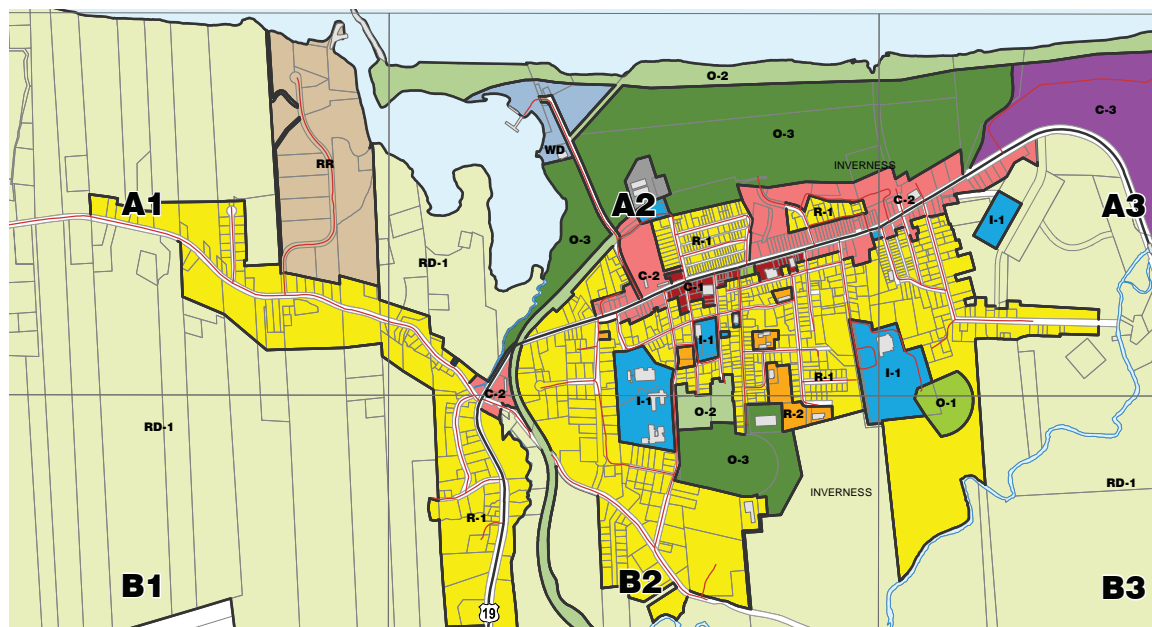 O-2
C-3
O-3
WD
RR
INVERNESS
A1
A2
C-2
A3
R-1
I-1
O-3
R-1
RD-1
C-2
C-1
I-1
R-1
I-1
C-2
I-1
O-1
O-2
R-2
RD-1
O-3
RD-1
INVERNESS
R-1
B1
B2
B3
19